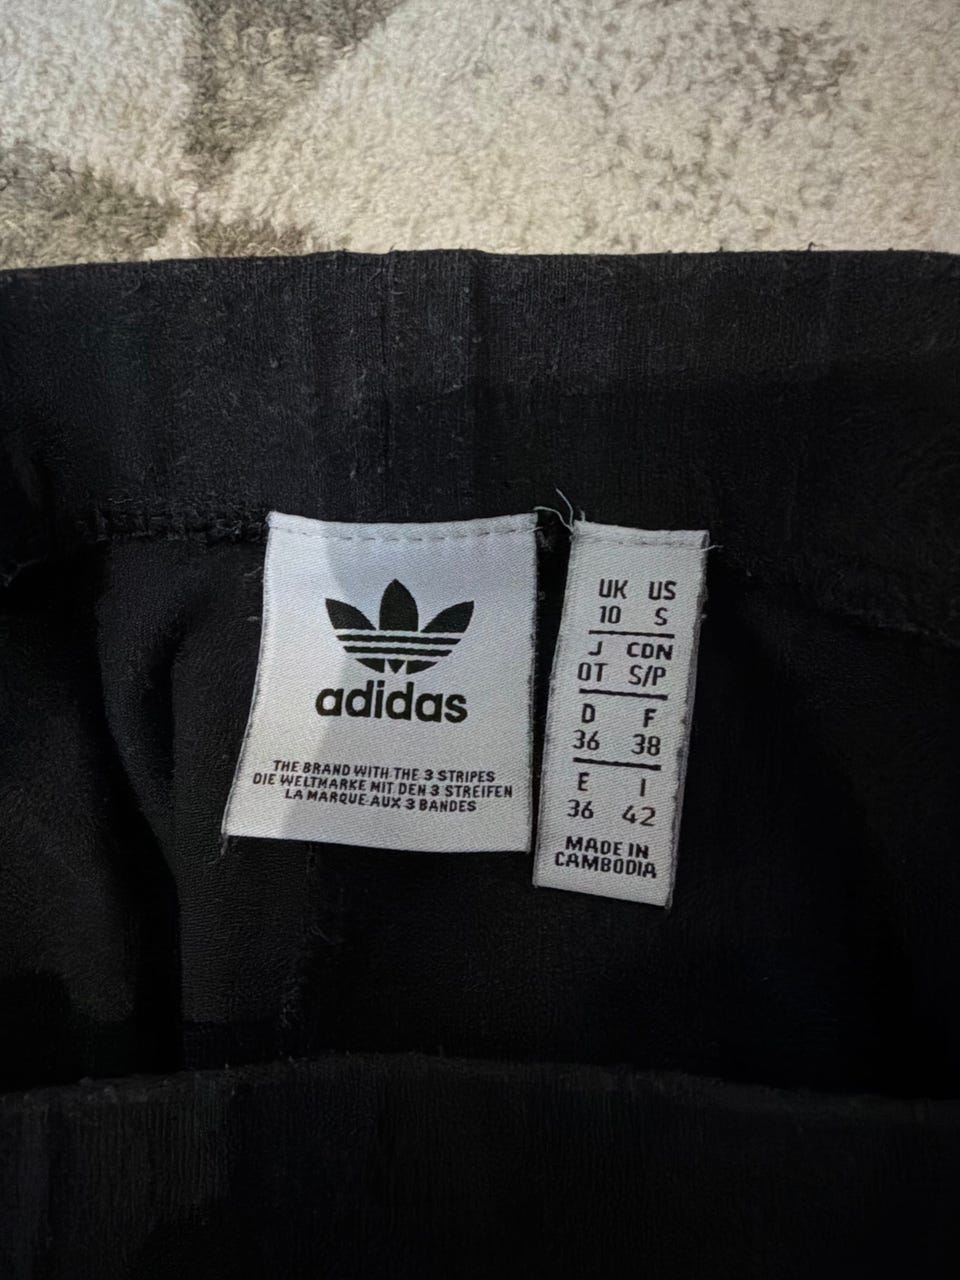 adidas
THE BRAND WITH THE 3 STRIPES
DIE WELTMARKE MIT DEN 3 STREIFEN
LA MARQUE AUX 3 BANDES
UK US
10 S
J CDN
OT S/P
D F
36 38
E I
36 42
MADE IN
CAMBODIA